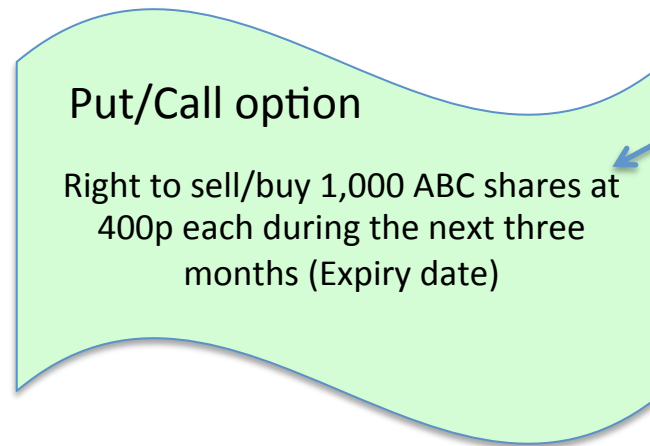 Put/Call option
Right to sell/buy 1,000 ABC shares at
400p each during the next three
months (Expiry date)